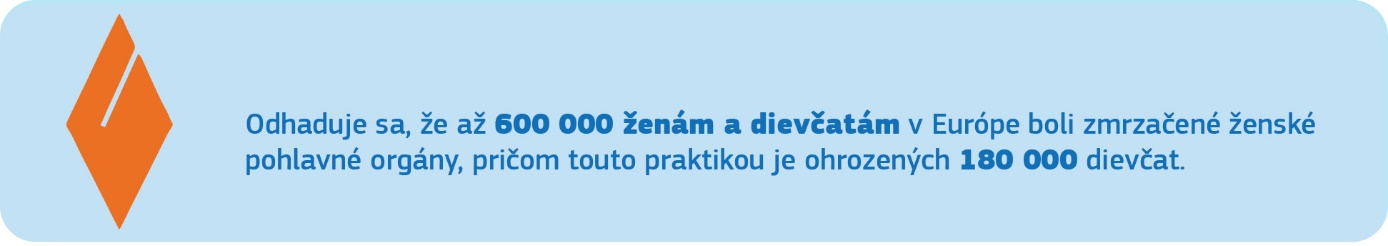 Odhaduje sa, že až 600 000 ženám a dievčatám v Európe boli zmrzačené ženské
pohlavné orgány, pričom touto praktikou je ohrozených 180 000 dievčat.